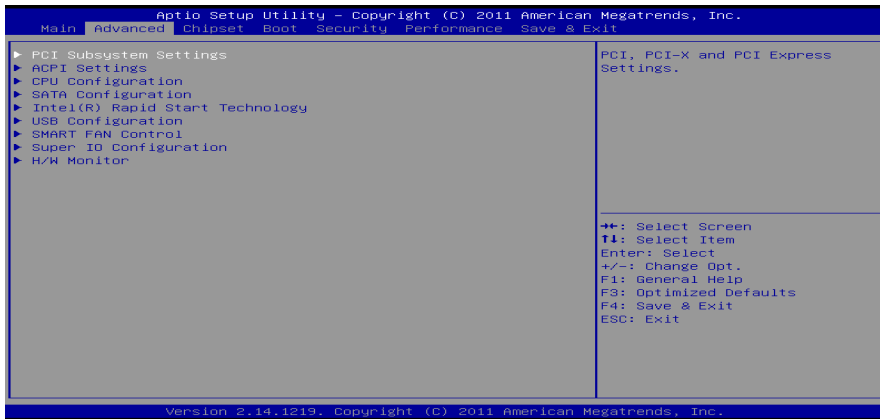 Aptio Setup Utility – Copyright (C) 2011 American Megatrends, Inc.
Main Advanced Chipset Boot Security Performance Save & Exit
► PCI Subsystem Settings
► ACPI Settings
► CPU Configuration
► SATA Configuration
► Intel(R) Rapid Start Technology
► USB Configuration
► SMART FAN Control
► Super IO Configuration
► H/W Monitor
PCI, PCI-X and PCI Express
Settings.
→←: Select Screen
↑↓: Select Item
Enter: Select
+/-: Change Opt.
F1: General Help
F3: Optimized Defaults
F4: Save & Exit
ESC: Exit
Version 2.14.1219. Copyright (C) 2011 American Megatrends, Inc.